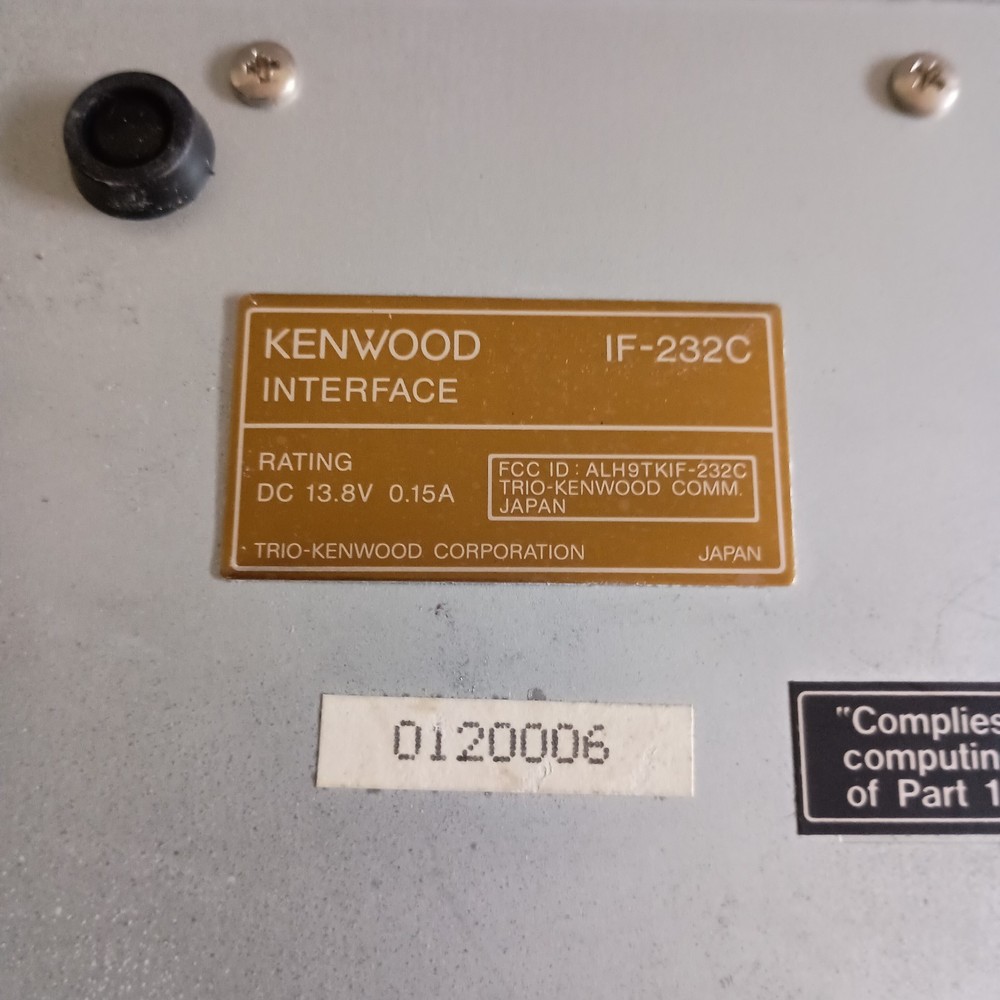 KENWOOD IF-232C
INTERFACE
RATING
DC 13.8V 0.15A
FCC ID : ALH9TKIF-232C
TRIO-KENWOOD COMM.
JAPAN
TRIO-KENWOOD CORPORATION JAPAN
0120006
"Complies
computin
of Part 1